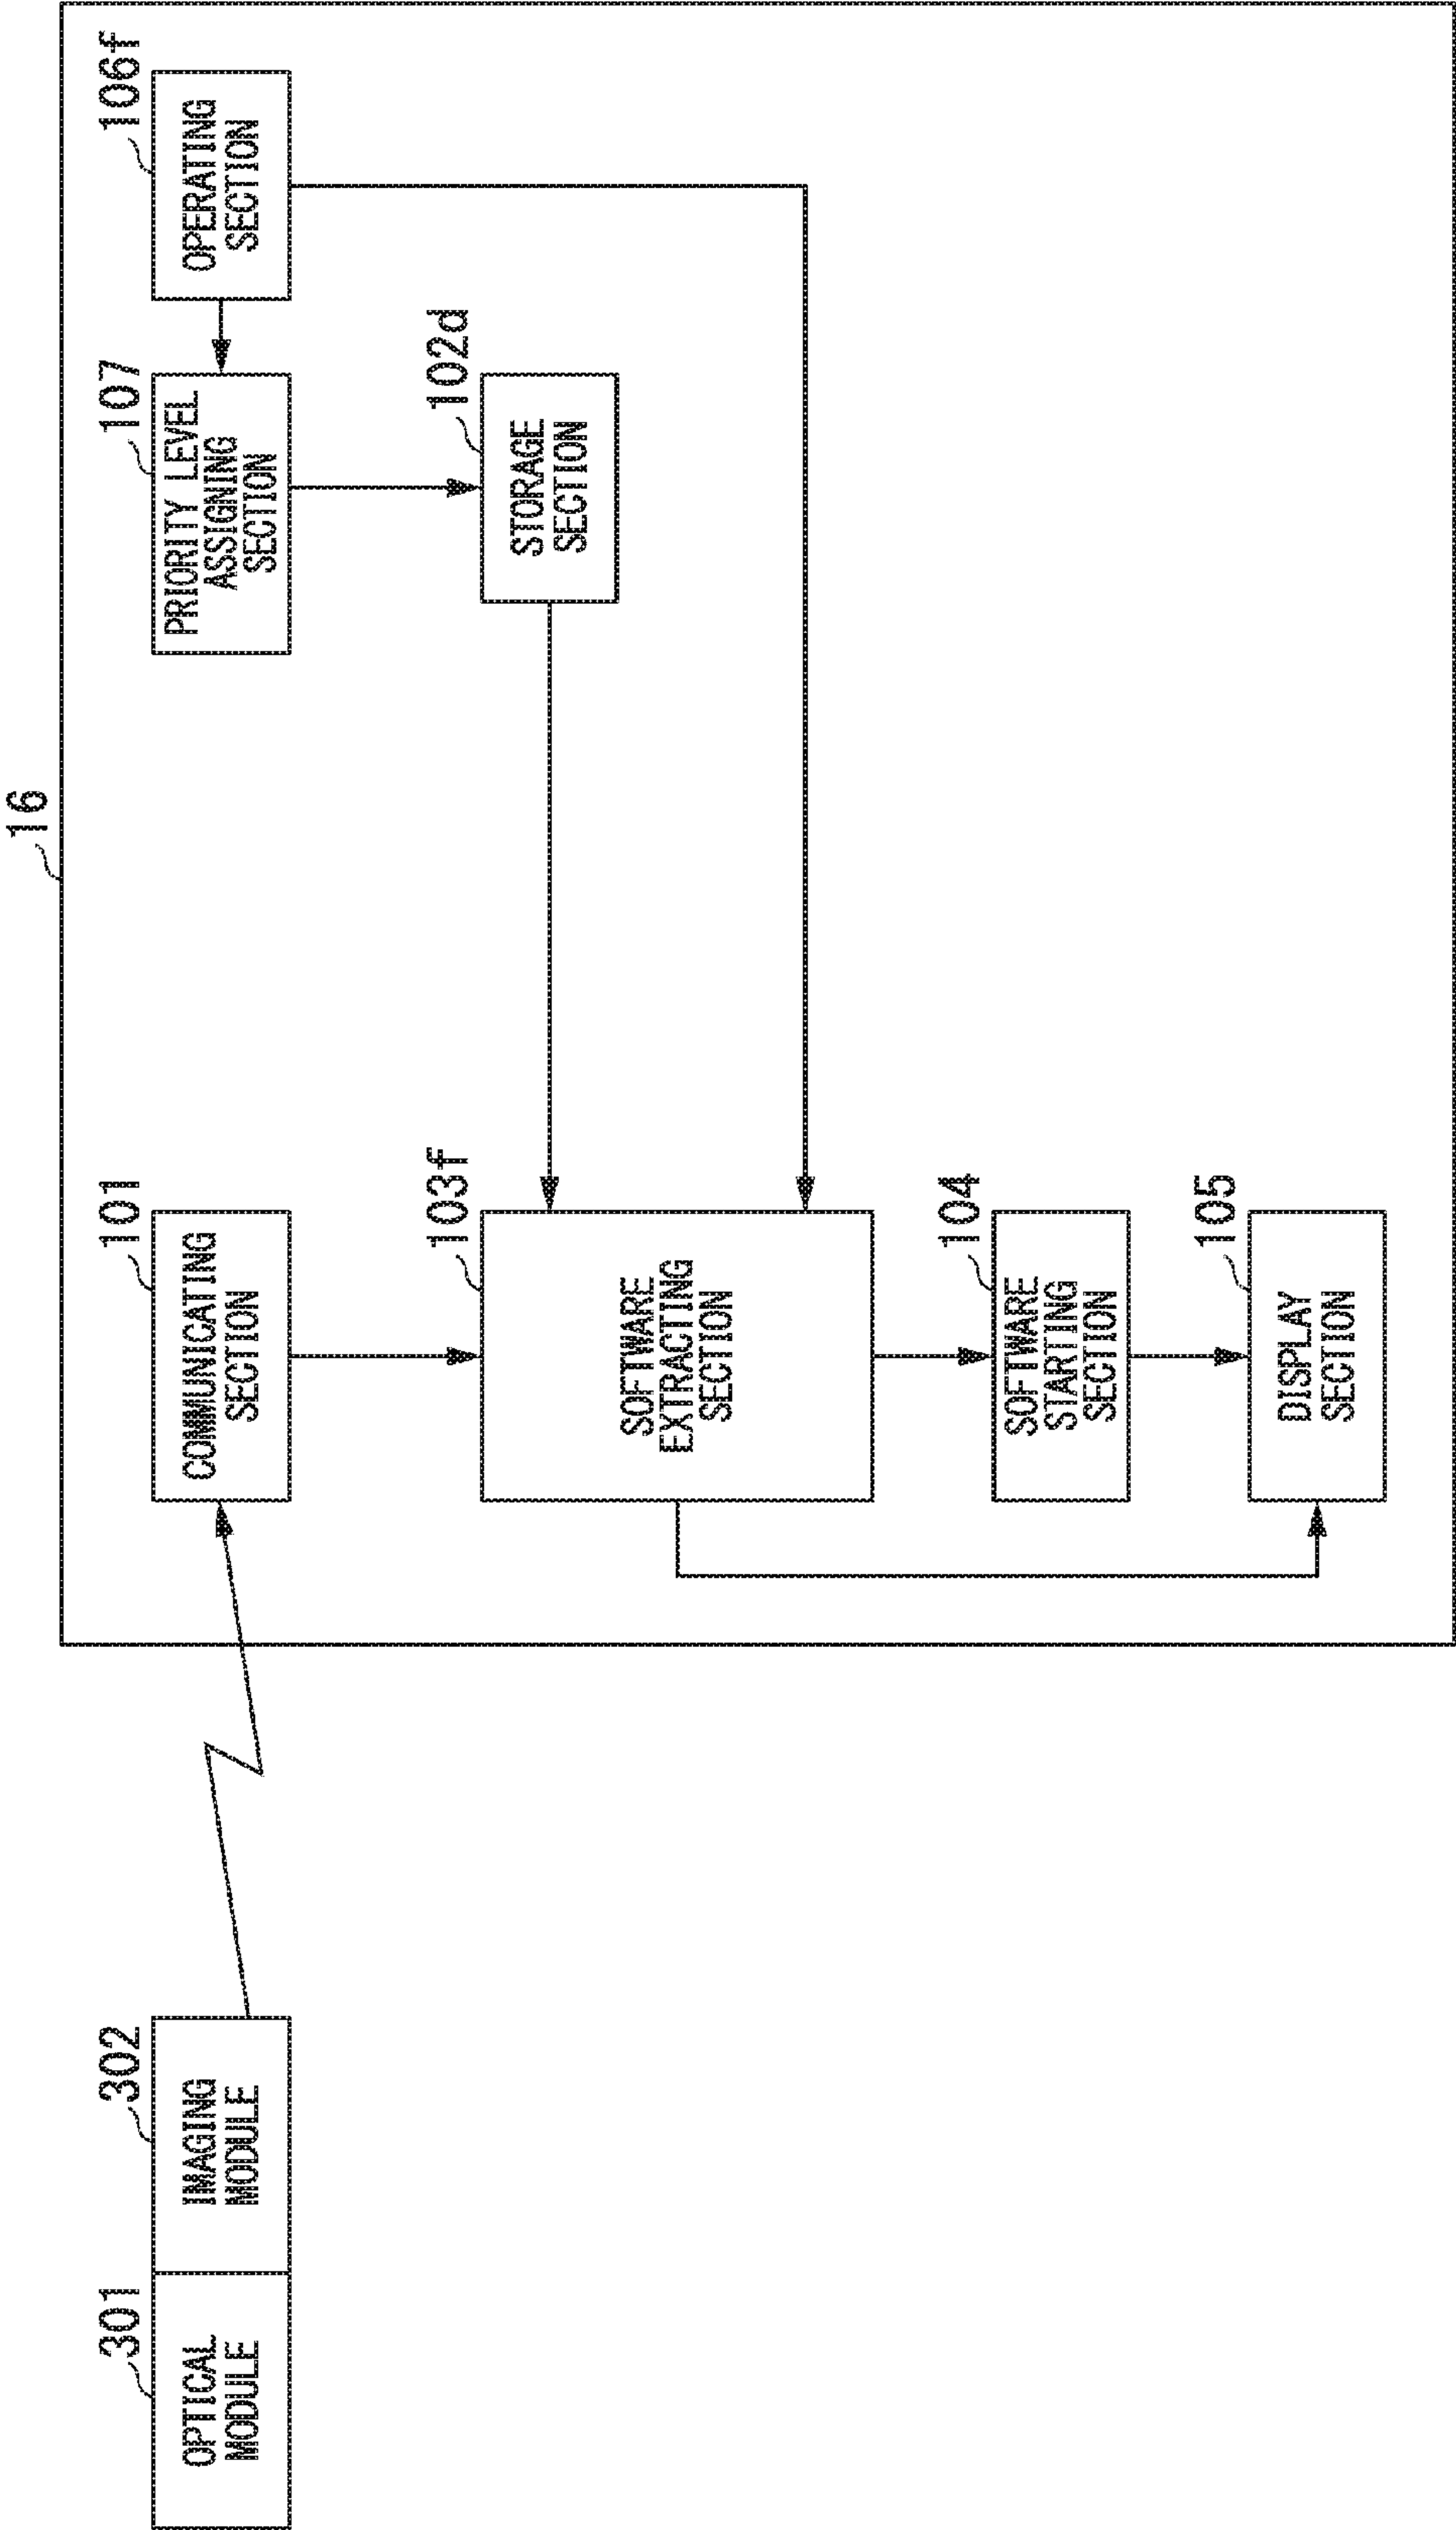 16
301
OPTICAL
MODULE
302
IMAGING
MODULE
101
COMMUNICATING
SECTION
107
PRIORITY LEVEL
ASSIGNING
SECTION
106f
OPERATING
SECTION
103f
SOFTWARE
EXTRACTING
SECTION
102d
STORAGE
SECTION
104
SOFTWARE
STARTING
SECTION
105
DISPLAY
SECTION